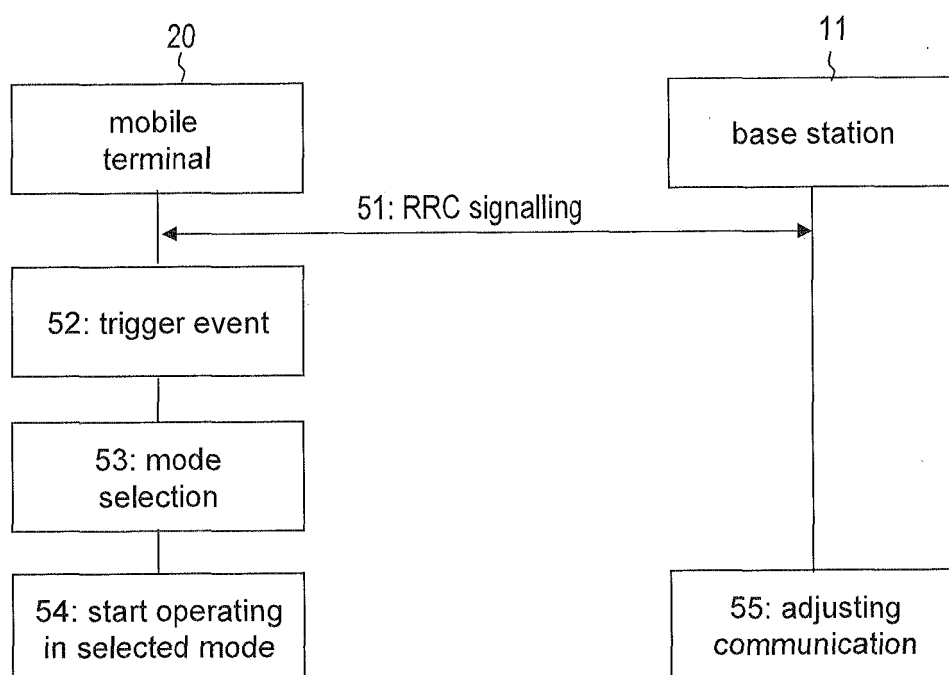 20
11
mobile
terminal
base station
51: RRC signalling
52: trigger event
53: mode
selection
54: start operating
in selected mode
55: adjusting
communication